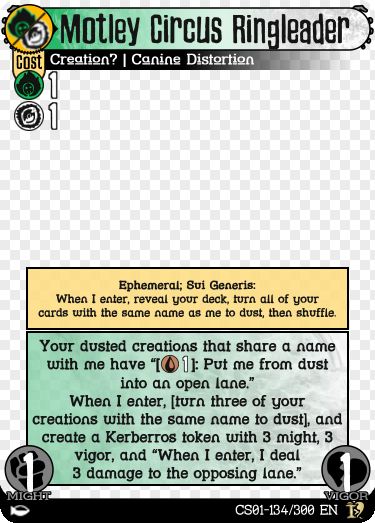 Motley Circus Ringleader
Cost
Creation? | Canine Distortion
1
1
Ephemeral; Sui Generis:
When I enter, reveal your deck, turn all of your
cards with the same name as me to dust, then shuffle.
Your dusted creations that share a name
with me have “[1]: Put me from dust
into an open lane.”
When I enter, [turn three of your
creations with the same name to dust], and
create a Kerberros token with 3 might, 3
vigor, and “When I enter, I deal
3 damage to the opposing lane.”
1
MIGHT
1
VIGOR
CS01-134/300 EN